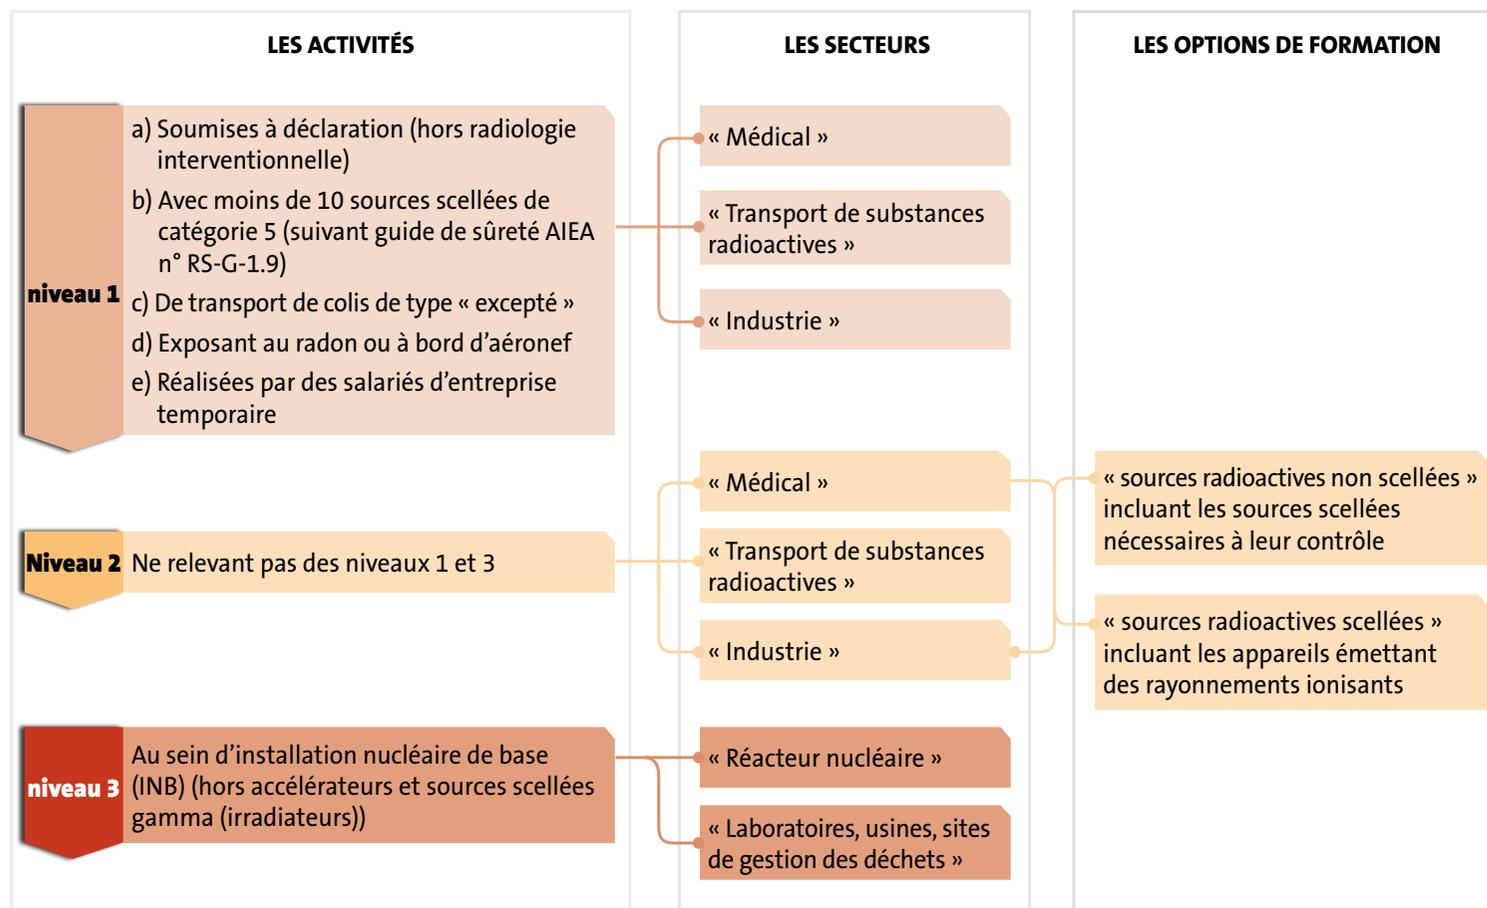 LES ACTIVITÉS
LES SECTEURS
LES OPTIONS DE FORMATION
niveau 1
a) Soumises à déclaration (hors radiologie
interventionnelle)
b) Avec moins de 10 sources scellées de
catégorie 5 (suivant guide de sûreté AIEA
n° RS-G-1.9)
c) De transport de colis de type « excepté »
d) Exposant au radon ou à bord d'aéronef
e) Réalisées par des salariés d'entreprise
temporaire
« Médical »
« Transport de substances
radioactives »
« Industrie »
Niveau 2
Ne relevant pas des niveaux 1 et 3
« Médical »
« Transport de substances
radioactives »
« Industrie »
« sources radioactives non scellées »
incluant les sources scellées
nécessaires à leur contrôle
« sources radioactives scellées »
incluant les appareils émettant
des rayonnements ionisants
niveau 3
Au sein d'installation nucléaire de base
(INB) (hors accélérateurs et sources scellées
gamma (irradiateurs))
« Réacteur nucléaire »
« Laboratoires, usines, sites
de gestion des déchets »